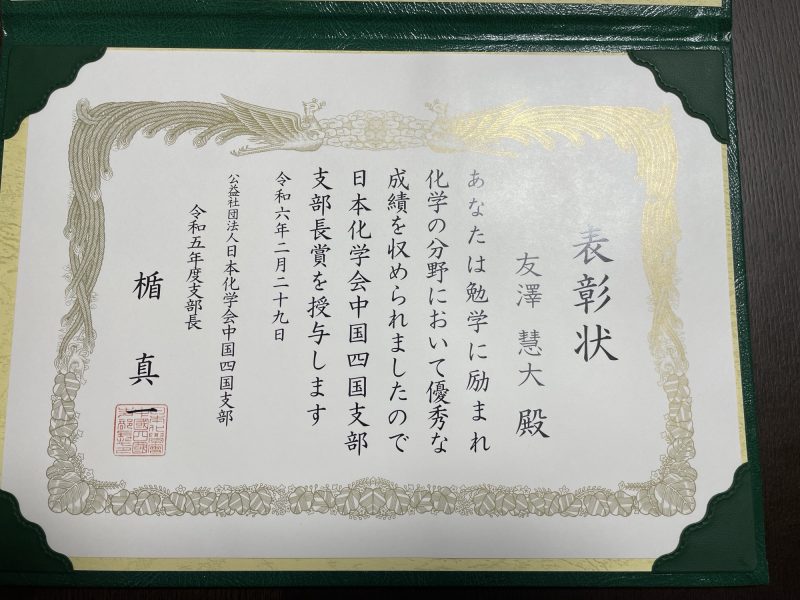 表彰状
友澤 慧大 殿
あなたは勉学に励まれ
化学の分野において優秀な
成績を収められましたので
日本化学会中国四国支部
支部長賞を授与します
令和六年二月二十九日
公益社団法人日本化学会中国四国支部
令和五年度支部長
楯 真一